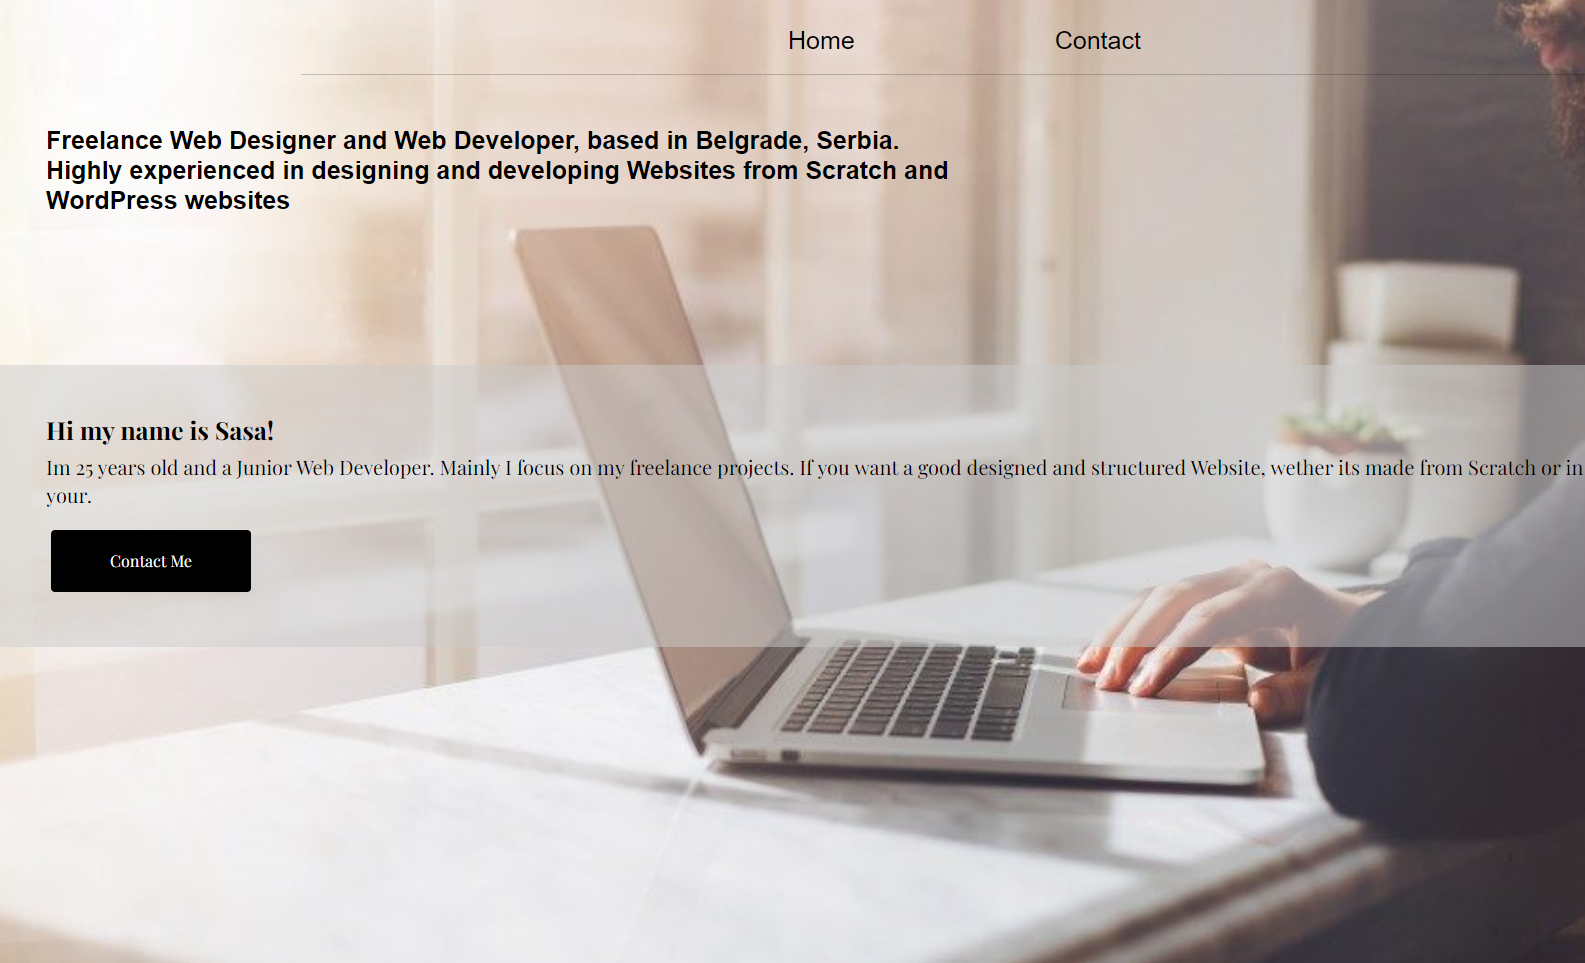 Home Contact
Freelance Web Designer and Web Developer, based in Belgrade, Serbia.
Highly experienced in designing and developing Websites from Scratch and
WordPress websites
Hi my name is Sasa!
Im 25 years old and a Junior Web Developer. Mainly I focus on my freelance projects. If you want a good designed and structured Website, wether its made from Scratch or in
your.
Contact Me